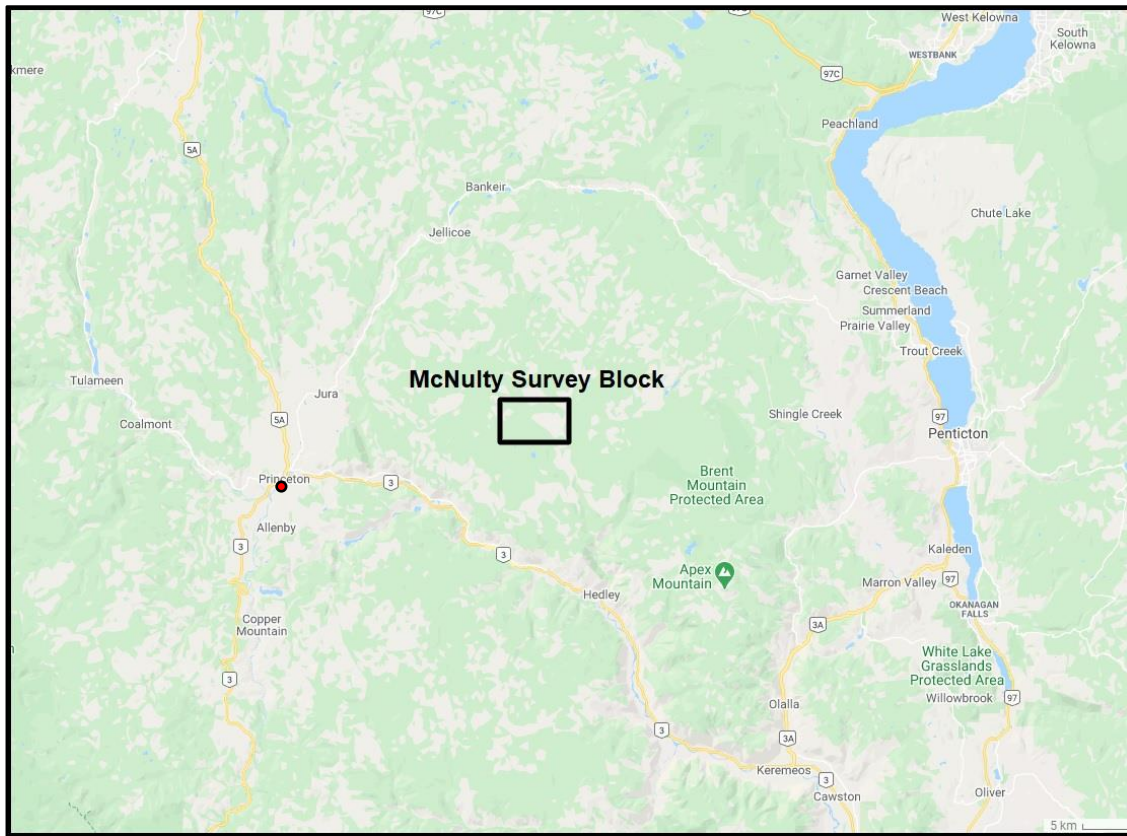 97C
West Kelowna
South
Kelowna
WESTBANK
kmere
97C
Peachland
5A
Bankeir
Chute Lake
Jellicoe
Garnet Valley
Crescent Beach
Summerland
Prairie Valley
Trout Creek
McNulty Survey Block
Tulameen
Jura
Coalmont
5A
Shingle Creek
97
Penticton
Princeton
3
Brent
Mountain
Protected Area
Allenby
3
3
Kaleden
Apex
Mountain
Marron Valley
97
Hedley
OKANAGAN
FALLS
Copper
Mountain
3A
White Lake
Grasslands
Protected Area
3
Willowbrook
97
Olalla
3
3A
Keremeos
3
Oliver
Cawston
5 km